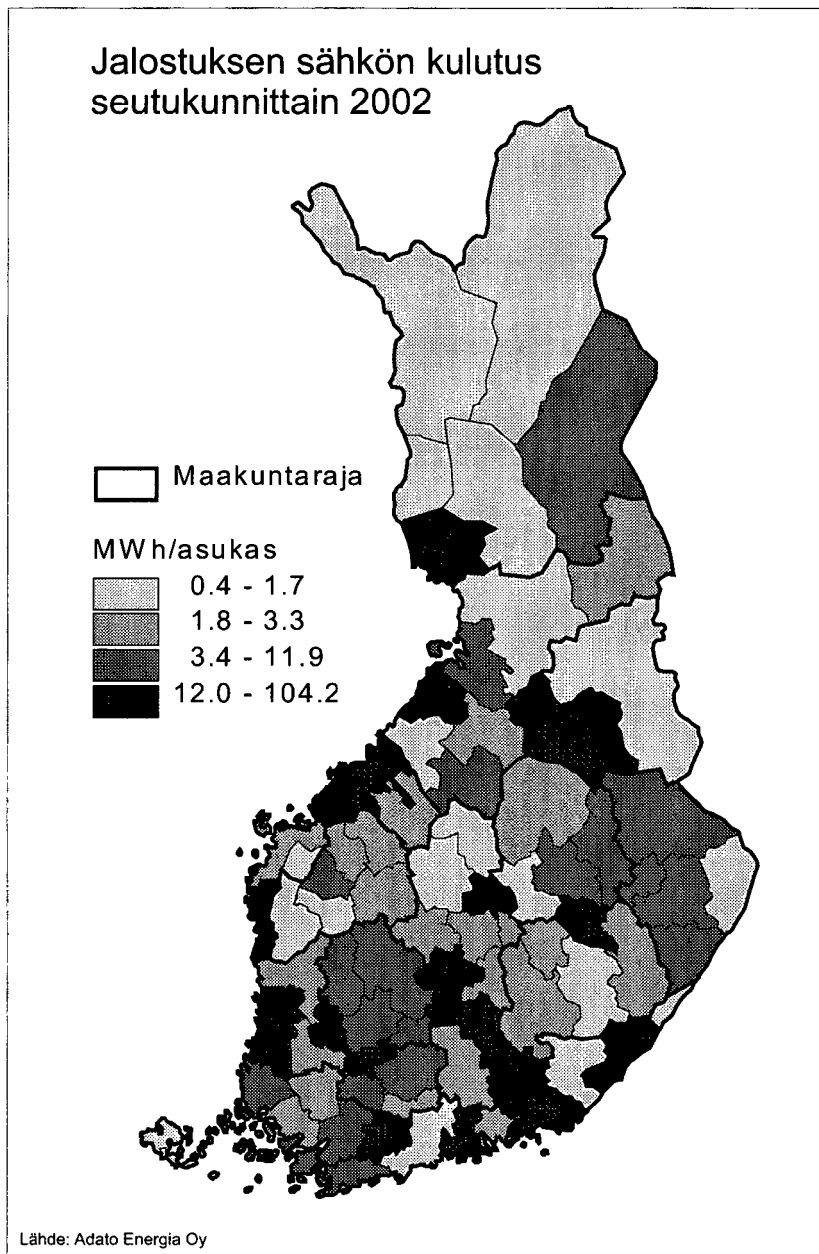 Jalostuksen sähkön kulutus
seutukunnittain 2002
Maakuntaraja
MWh/asukas
0.4 - 1.7
1.8 - 3.3
3.4 - 11.9
12.0 - 104.2
Lähde: Adato Energia Oy